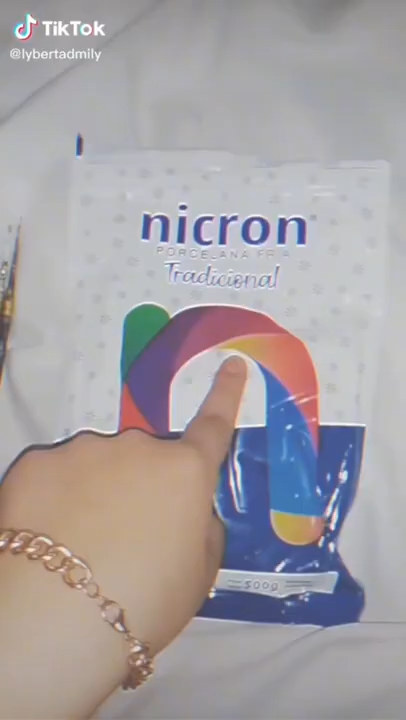 TikTok
@lybertadmily
nicron
PORCELANA FRIA
Tradicional
500g